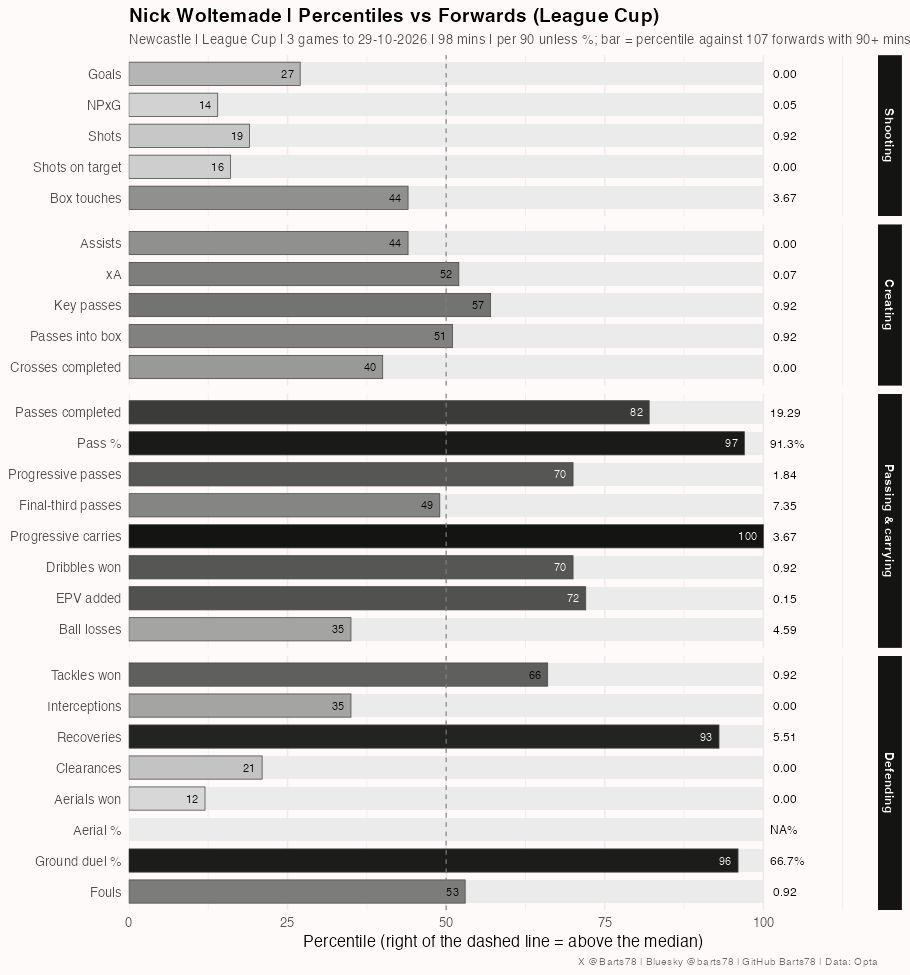 Nick Woltemade | Percentiles vs Forwards (League Cup)
Newcastle | League Cup | 3 games to 29-10-2026 | 98 mins | per 90 unless %; bar = percentile against 107 forwards with 90+ mins
Goals 27 0.00
NPxG 14 0.05
Shots 19 0.92
Shots on target 16 0.00
Box touches 44 3.67
Shooting
Assists 44 0.00
xA 52 0.07
Key passes 57 0.92
Passes into box 51 0.92
Crosses completed 40 0.00
Creating
Passes completed 82 19.29
Pass % 97 91.3%
Progressive passes 70 1.84
Final-third passes 49 7.35
Progressive carries 100 3.67
Dribbles won 70 0.92
EPV added 72 0.15
Ball losses 35 4.59
Passing & carrying
Tackles won 66 0.92
Interceptions 35 0.00
Recoveries 93 5.51
Clearances 21 0.00
Aerials won 12 0.00
Aerial % NA%
Ground duel % 96 66.7%
Fouls 53 0.92
Defending
0 25 50 75 100
Percentile (right of the dashed line = above the median)
X @Barts78 | Bluesky @barts78 | GitHub Barts78 | Data: Opta